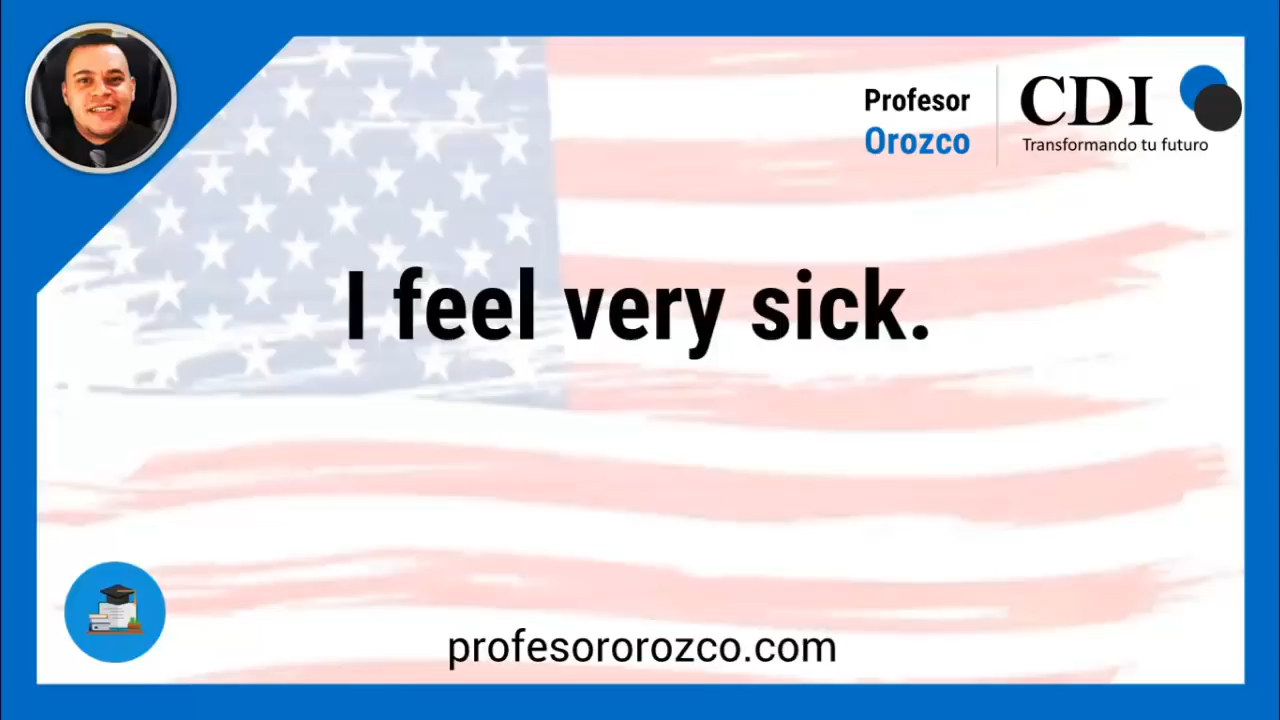 Profesor
Orozco
CDI
Transformando tu futuro
I feel very sick.
profesororozco.com